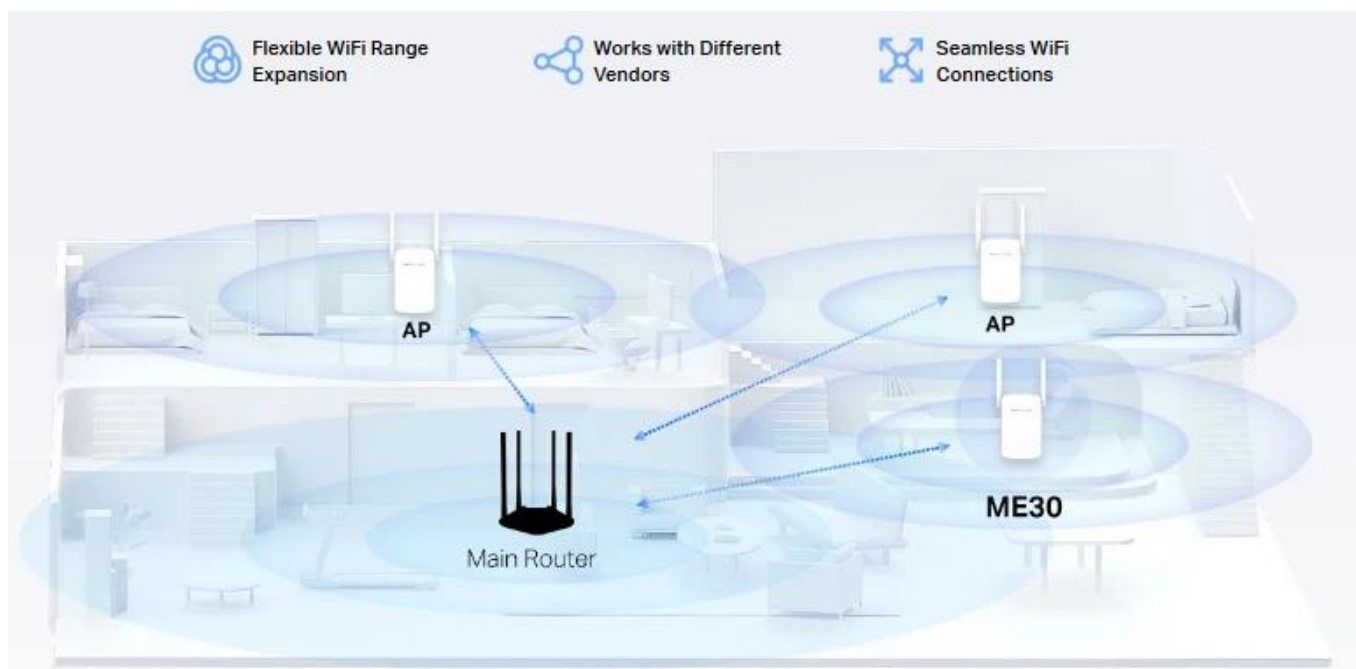 Flexible WiFi Range
Expansion
Works with Different
Vendors
Seamless WiFi
Connections
AP
AP
ME30
Main Router